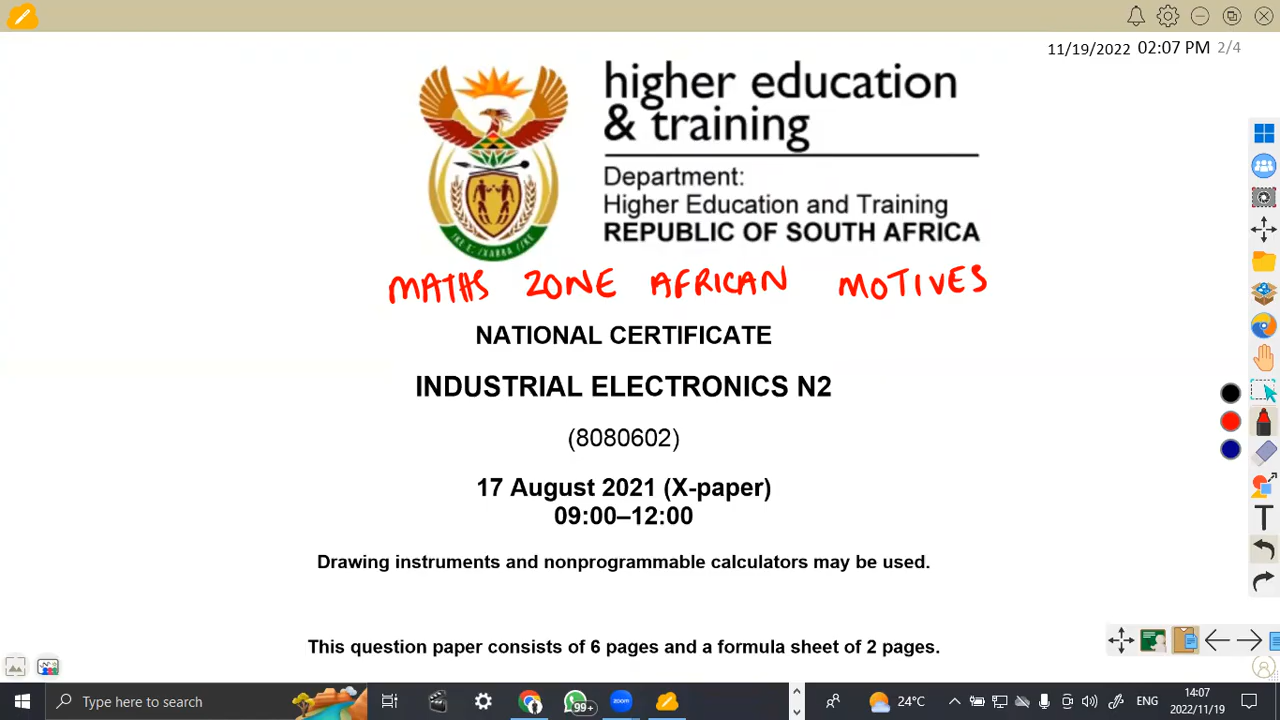 11/19/2022 02:07 PM 2/4
higher education
& training
Department:
Higher Education and Training
REPUBLIC OF SOUTH AFRICA
MATHS ZONE AFRICAN MOTIVES
NATIONAL CERTIFICATE
INDUSTRIAL ELECTRONICS N2
(8080602)
17 August 2021 (X-paper)
09:00–12:00
Drawing instruments and nonprogrammable calculators may be used.
This question paper consists of 6 pages and a formula sheet of 2 pages.
T
Type here to search
99+
zoom
24°C
ENG
14:07
2022/11/19